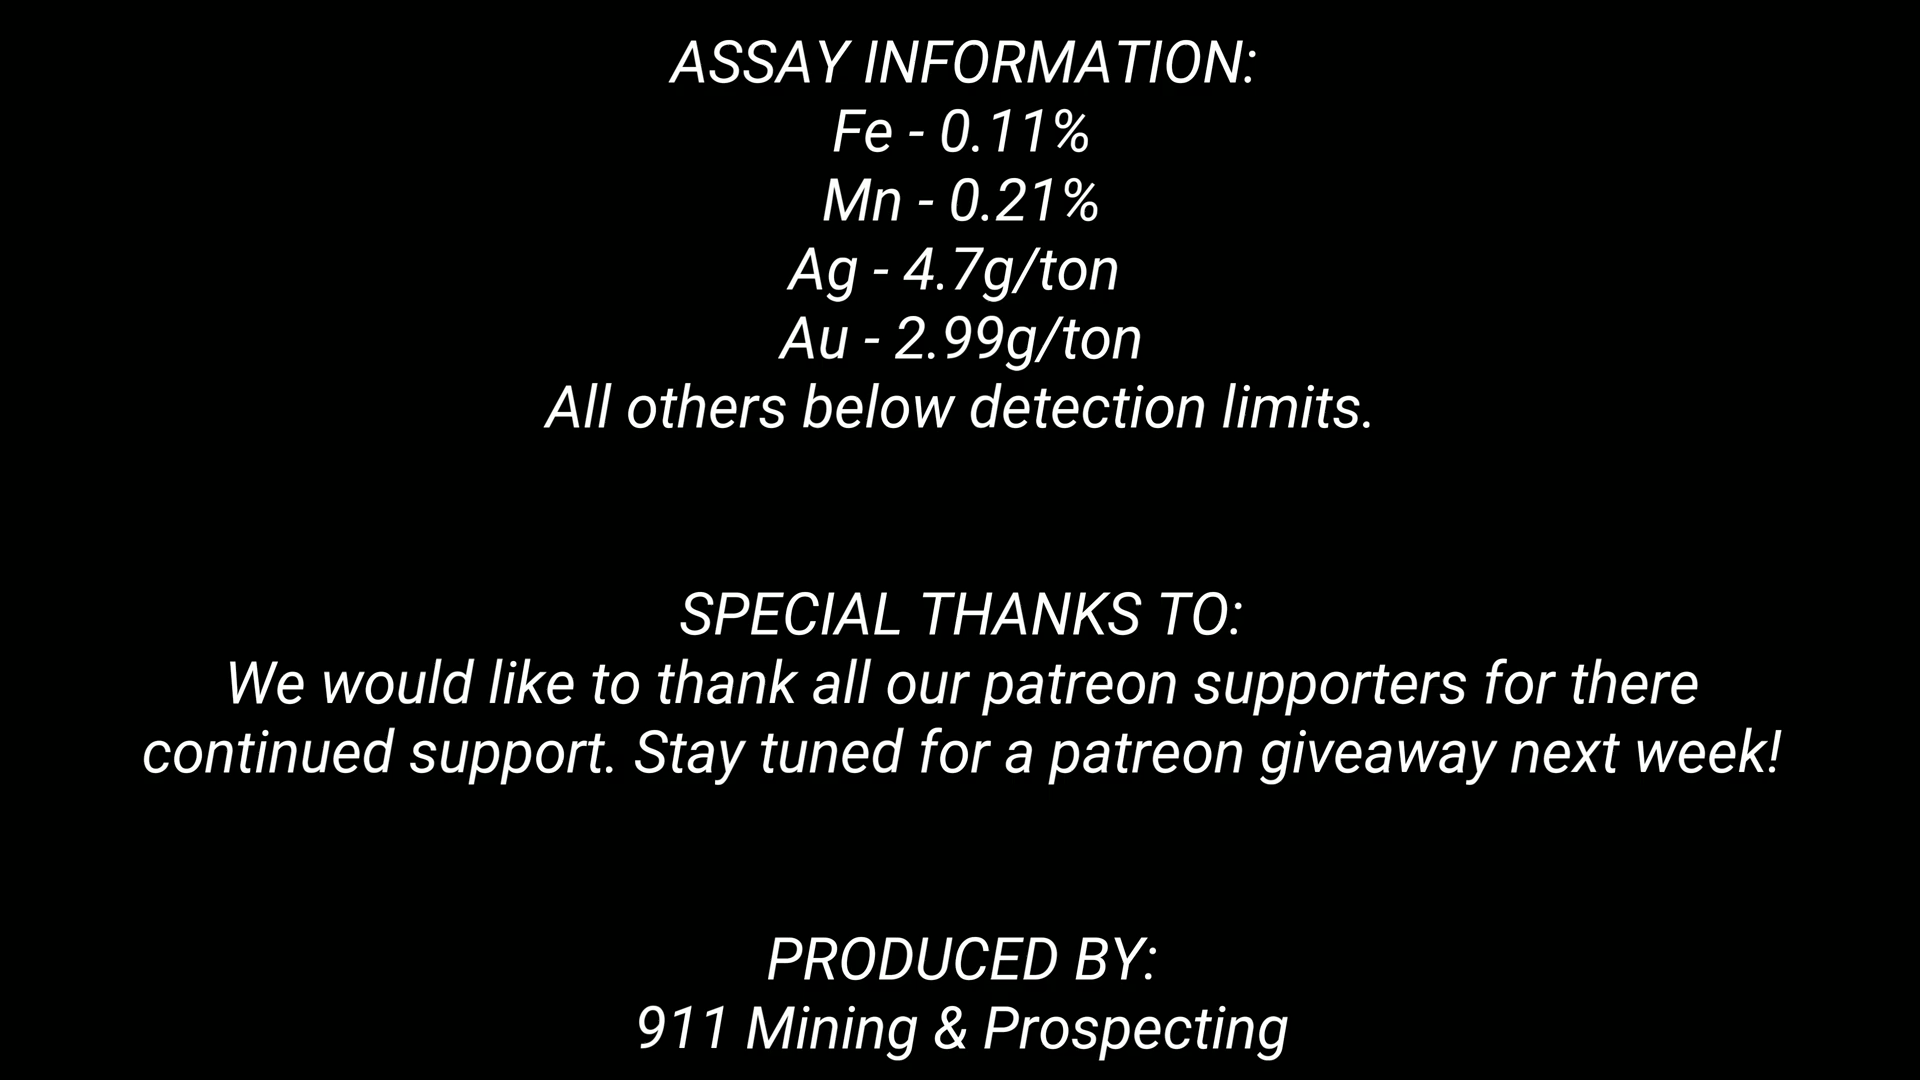 ASSAY INFORMATION:
Fe - 0.11%
Mn - 0.21%
Ag - 4.7g/ton
Au - 2.99g/ton
All others below detection limits.
SPECIAL THANKS TO:
We would like to thank all our patreon supporters for there
continued support. Stay tuned for a patreon giveaway next week!
PRODUCED BY:
911 Mining & Prospecting